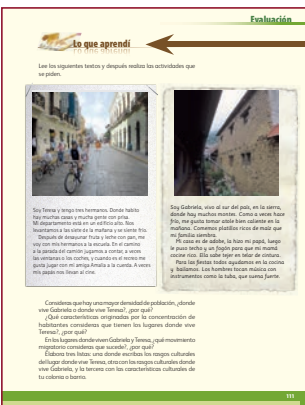 Evaluación
Lo que aprendí
Lee los siguientes textos y después realiza las actividades que
se piden.
Soy Teresa y tengo tres hermanos. Donde habito
hay muchas casas y mucha gente con prisa.
Mi departamento está en un edificio alto. Nos
levantamos a las siete de la mañana y se siente frío.
Después de desayunar fruta y leche con pan, me
voy con mis hermanos a la escuela. En el camino
a la parada del camión jugamos a contar, a veces
las ventanas o los coches, y cuando es el recreo me
gusta jugar con mi amiga Amalia a la cuerda. A veces
mis papás nos llevan al cine.
Soy Gabriela, vivo al sur del país, en la sierra,
donde hay muchos montes. Como a veces hace
frío, me gusta tomar atole bien caliente en la
mañana. Comemos platillos ricos de maíz que
mi familia siembra.
Mi casa es de adobe, la hizo mi papá, luego
le puso techo y un fogón para que mi mamá
cocine rico. Ella sabe tejer en telar de cintura.
Para las fiestas todos ayudamos en la cocina
y bailamos. Los hombres tocan música con
instrumentos como la tuba, que suena fuerte.
Consideras que hay una mayor densidad de población, ¿donde
vive Gabriela o donde vive Teresa?, ¿por qué?
¿Qué características originadas por la concentración de
habitantes consideras que tienen los lugares donde vive
Teresa?, ¿por qué?
En los lugares donde viven Gabriela y Teresa, ¿qué movimiento
migratorio consideras que sucede?, ¿por qué?
Elabora tres listas: una donde escribas los rasgos culturales
del lugar donde vive Teresa, otra con los rasgos culturales donde
vive Gabriela, y la tercera con las características culturales de
tu colonia o barrio.
111